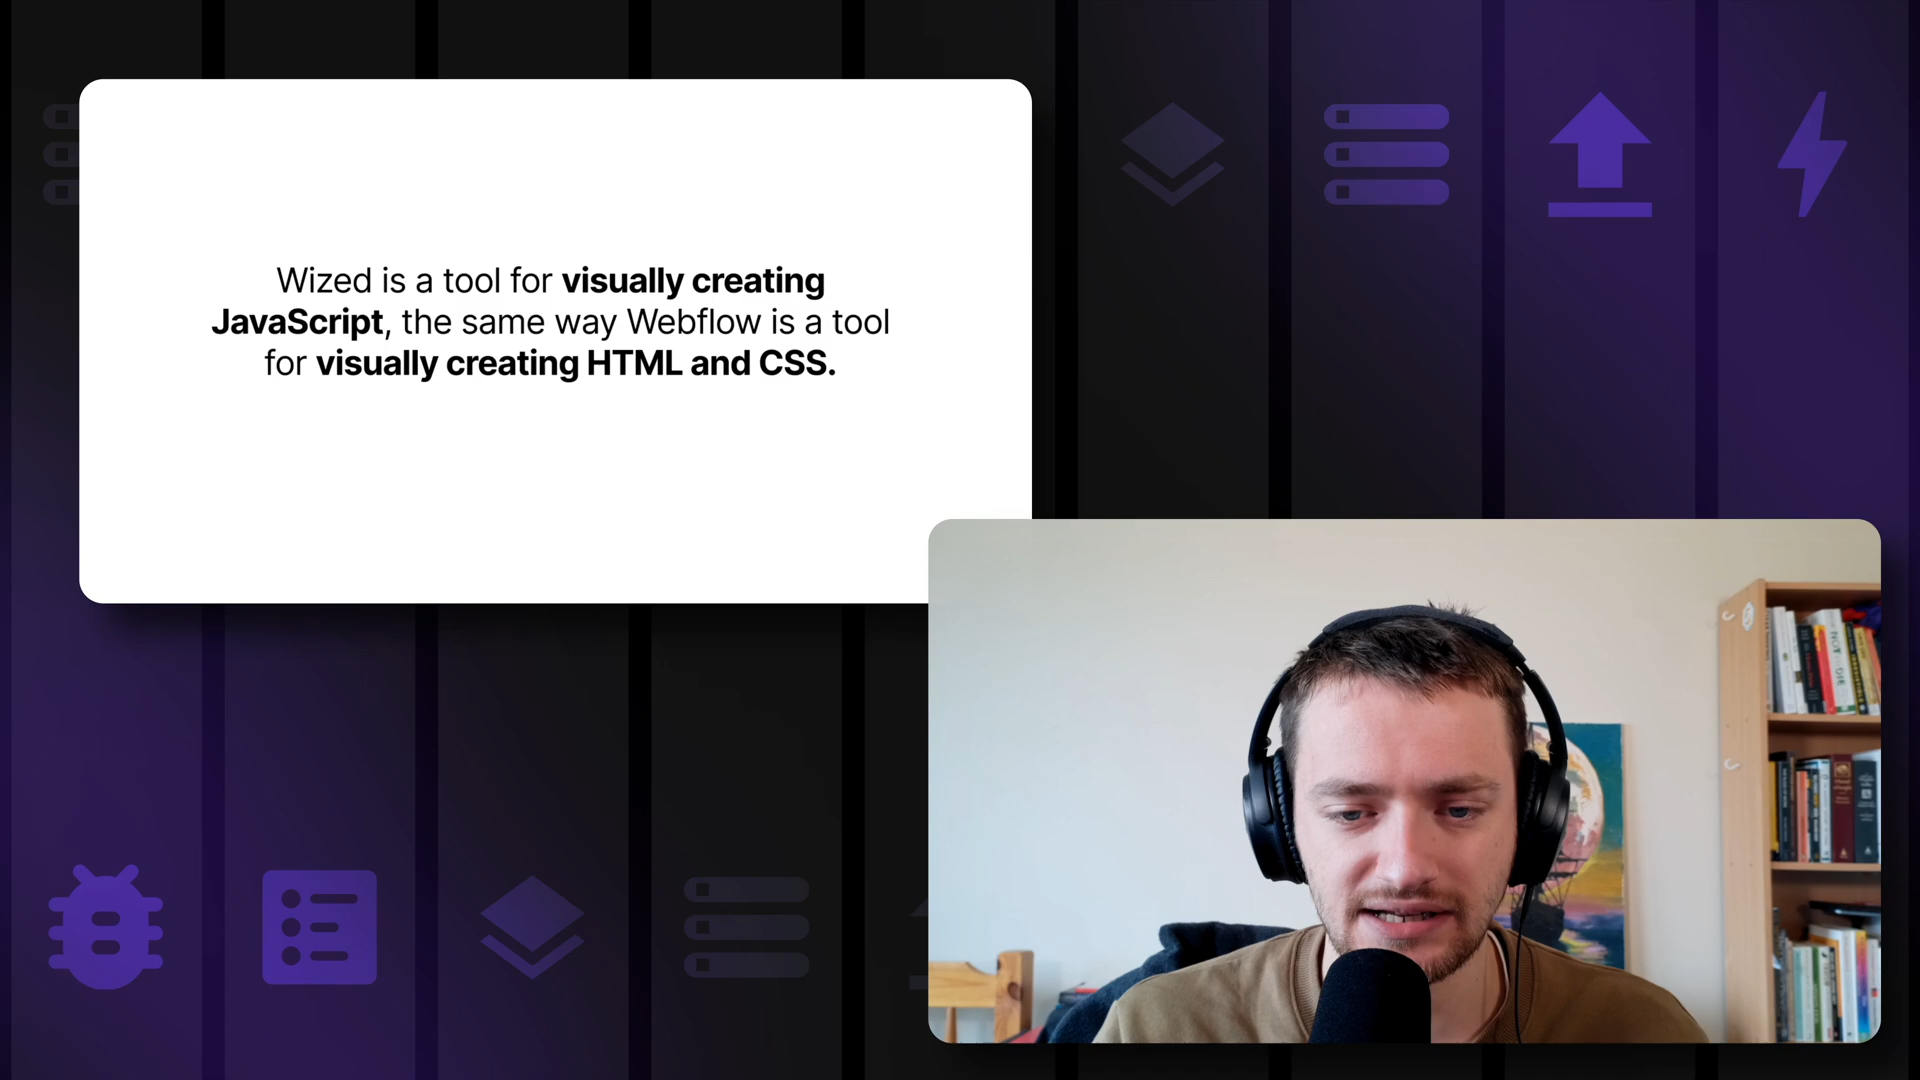 Wized is a tool for visually creating
JavaScript, the same way Webflow is a tool
for visually creating HTML and CSS.